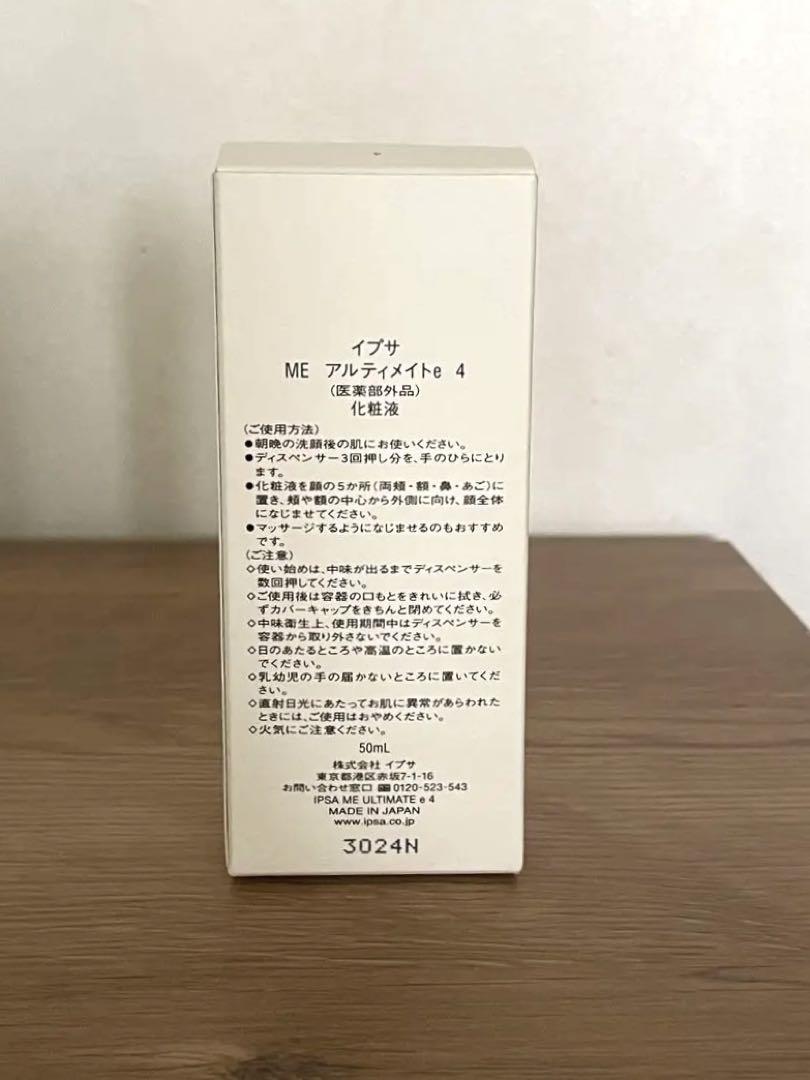 イプサ
ME アルティメイトe 4
（医薬部外品）
化粧液
（ご使用方法）
●朝晩の洗顔後の肌にお使いください。
●ディスペンサー3回押し分を、手のひらにとり
ます。
●化粧液を顔の5か所（両頬・額・鼻・あご）に
置き、頬や額の中心から外側に向け、顔全体
になじませてください。
●マッサージするようになじませるのもおすすめ
です。
（ご注意）
◇使い始めは、中味が出るまでディスペンサーを
数回押してください。
◇ご使用後は容器の口もとをきれいに拭き、必
ずカバーキャップをきちんと閉めてください。
◇中味衛生上、使用期間中はディスペンサーを
容器から取り外さないでください。
◇日のあたるところや高温のところに置かない
でください。
◇乳幼児の手の届かないところに置いてくだ
さい。
◇直射日光にあたってお肌に異常があらわれた
ときには、ご使用はおやめください。
◇火気にご注意ください。
50mL
株式会社 イプサ
東京都港区赤坂7-1-16
お問い合わせ窓口 0120-523-543
IPSA ME ULTIMATE e 4
MADE IN JAPAN
www.ipsa.co.jp
3024N